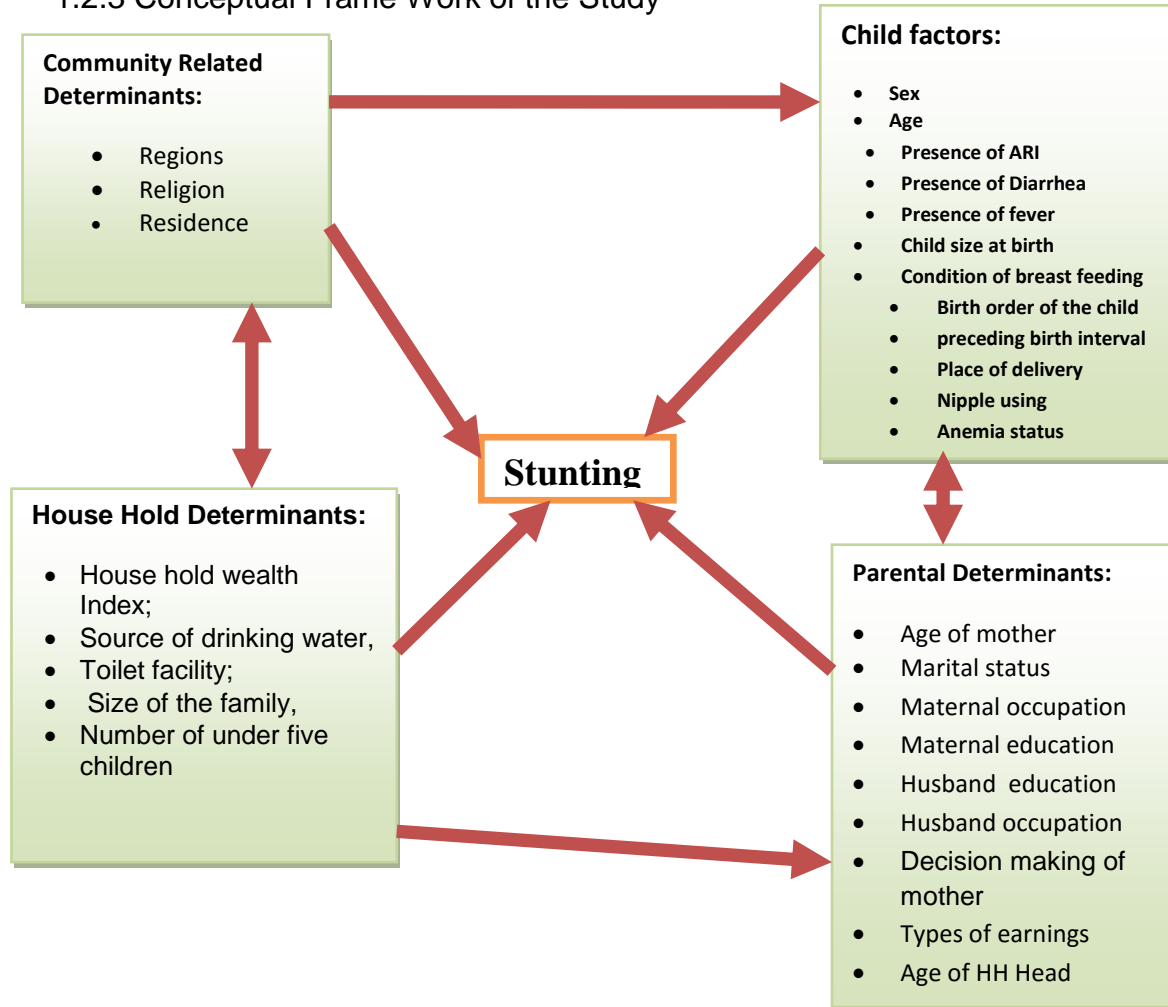 1.2.3 Conceptual Frame Work of the Study
Community Related
Determinants:
• Regions
• Religion
• Residence
Child factors:
• Sex
• Age
• Presence of ARI
• Presence of Diarrhea
• Presence of fever
• Child size at birth
• Condition of breast feeding
• Birth order of the child
• preceding birth interval
• Place of delivery
• Nipple using
• Anemia status
Stunting
House Hold Determinants:
• House hold wealth
Index;
• Source of drinking water,
• Toilet facility;
• Size of the family,
• Number of under five
children
Parental Determinants:
• Age of mother
• Marital status
• Maternal occupation
• Maternal education
• Husband education
• Husband occupation
• Decision making of
mother
• Types of earnings
• Age of HH Head